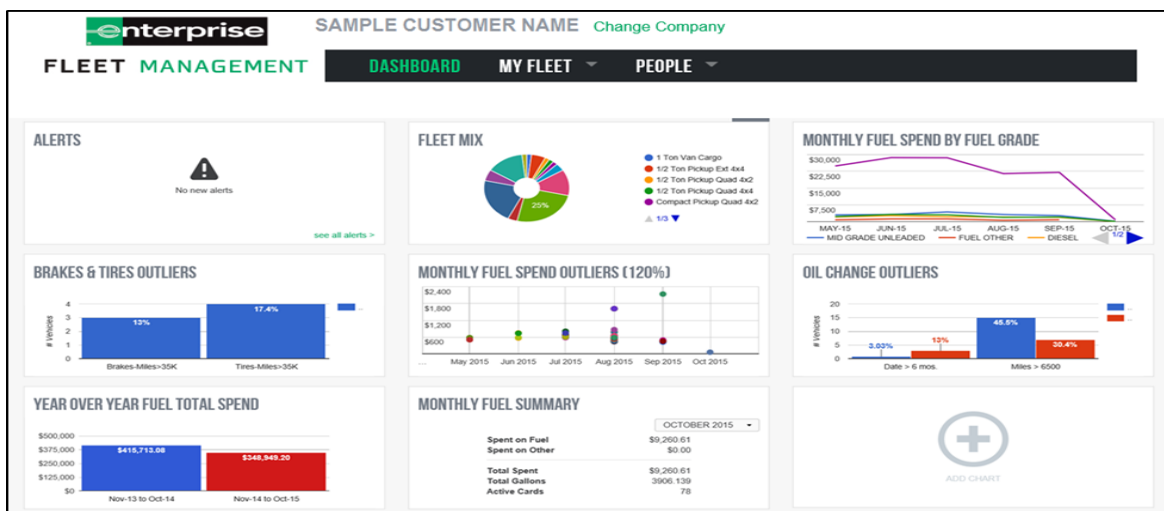 enterprise
SAMPLE CUSTOMER NAME Change Company
FLEET MANAGEMENT
DASHBOARD MY FLEET PEOPLE
ALERTS
No new alerts
see all alerts >
FLEET MIX
25%
1 Ton Van Cargo
1/2 Ton Pickup Ext 4x4
1/2 Ton Pickup Quad 4x2
1/2 Ton Pickup Quad 4x4
Compact Pickup Quad 4x2
1/3
MONTHLY FUEL SPEND BY FUEL GRADE
$30,000
$22,500
$15,000
$7,500
MAY-15 JUN-15 JUL-15 AUG-15 SEP-15 OCT-15
MID GRADE UNLEADED FUEL OTHER DIESEL 1/2
BRAKES & TIRES OUTLIERS
4
3
2
1
0
# Vehicles
13%
17.4%
Brakes-Miles>35K Tires-Miles>35K
...
MONTHLY FUEL SPEND OUTLIERS (120%)
$2,400
$1,800
$1,200
$600
... May 2015 Jun 2015 Jul 2015 Aug 2015 Sep 2015 Oct 2015
OIL CHANGE OUTLIERS
20
15
10
5
0
# Vehicles
3.03%
13%
45.5%
30.4%
Date > 6 mos. Miles > 6500
...
...
YEAR OVER YEAR FUEL TOTAL SPEND
$500,000
$375,000
$250,000
$125,000
$0
$415,713.08
$348,949.20
Nov-13 to Oct-14 Nov-14 to Oct-15
MONTHLY FUEL SUMMARY
OCTOBER 2015
Spent on Fuel $9,260.61
Spent on Other $0.00
Total Spent $9,260.61
Total Gallons 3906.139
Active Cards 78
ADD CHART